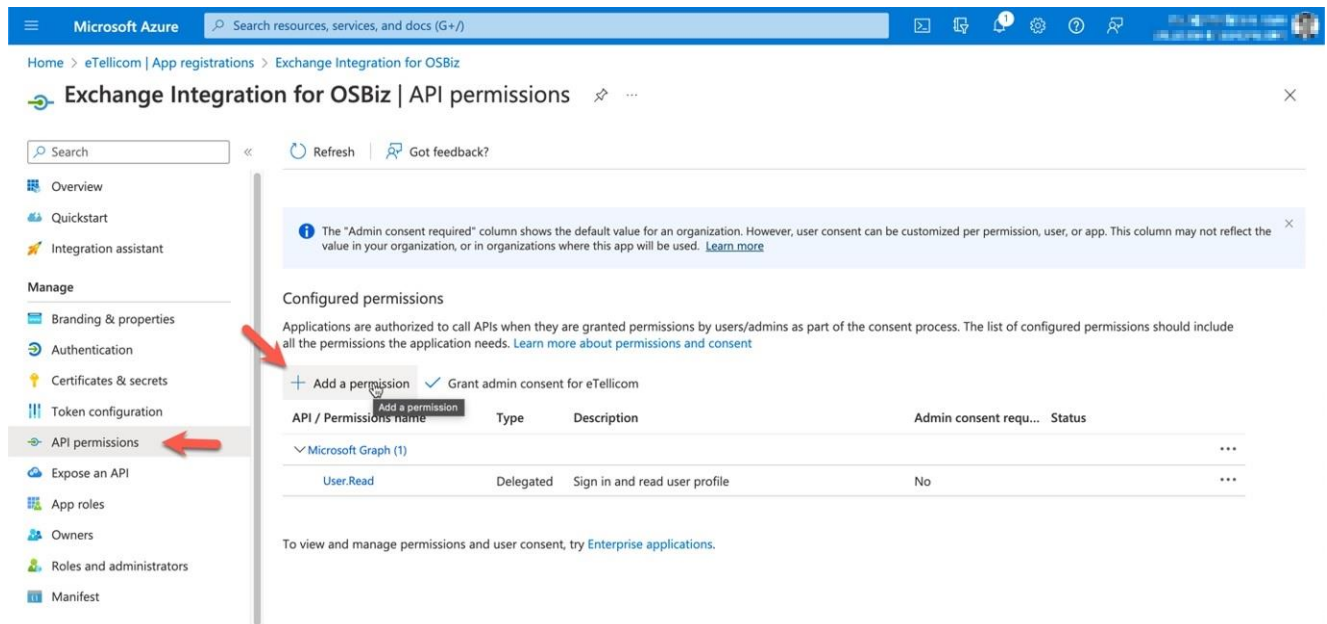 Microsoft Azure
Search resources, services, and docs (G+/)
1
Home > eTellicom | App registrations > Exchange Integration for OSBiz
Exchange Integration for OSBiz | API permissions
Search
Refresh
Got feedback?
Overview
Quickstart
Integration assistant
The "Admin consent required" column shows the default value for an organization. However, user consent can be customized per permission, user, or app. This column may not reflect the
value in your organization, or in organizations where this app will be used. Learn more
Manage
Branding & properties
Authentication
Certificates & secrets
Token configuration
API permissions
Expose an API
App roles
Owners
Roles and administrators
Manifest
Configured permissions
Applications are authorized to call APIs when they are granted permissions by users/admins as part of the consent process. The list of configured permissions should include
all the permissions the application needs. Learn more about permissions and consent
Add a permission
Grant admin consent for eTellicom
Add a permission
API / Permissions name Type Description Admin consent requ... Status
Microsoft Graph (1)
User.Read Delegated Sign in and read user profile No
To view and manage permissions and user consent, try Enterprise applications.